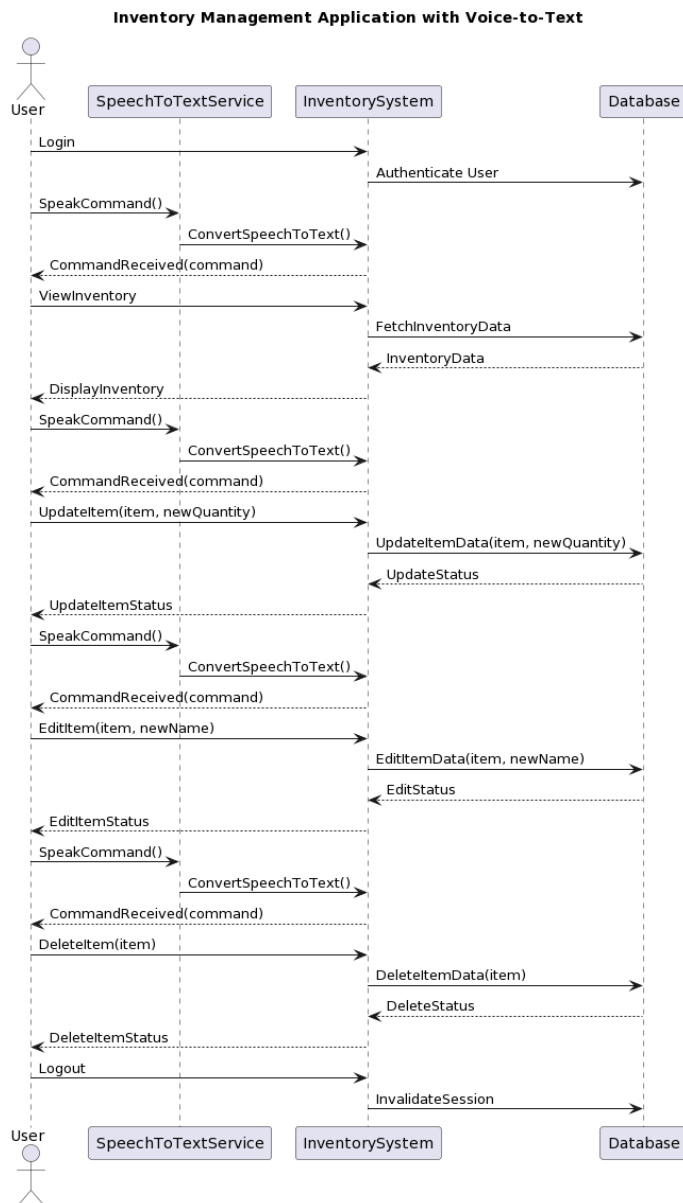 Inventory Management Application with Voice-to-Text
User
SpeechToTextService
InventorySystem
Database
Login
Authenticate User
SpeakCommand()
ConvertSpeechToText()
CommandReceived(command)
ViewInventory
FetchInventoryData
InventoryData
DisplayInventory
SpeakCommand()
ConvertSpeechToText()
CommandReceived(command)
UpdateItem(item, newQuantity)
UpdateItemData(item, newQuantity)
UpdateStatus
UpdateItemStatus
SpeakCommand()
ConvertSpeechToText()
CommandReceived(command)
EditItem(item, newName)
EditItemData(item, newName)
EditStatus
EditItemStatus
SpeakCommand()
ConvertSpeechToText()
CommandReceived(command)
DeleteItem(item)
DeleteItemData(item)
DeleteStatus
DeleteItemStatus
Logout
InvalidateSession
User
SpeechToTextService
InventorySystem
Database